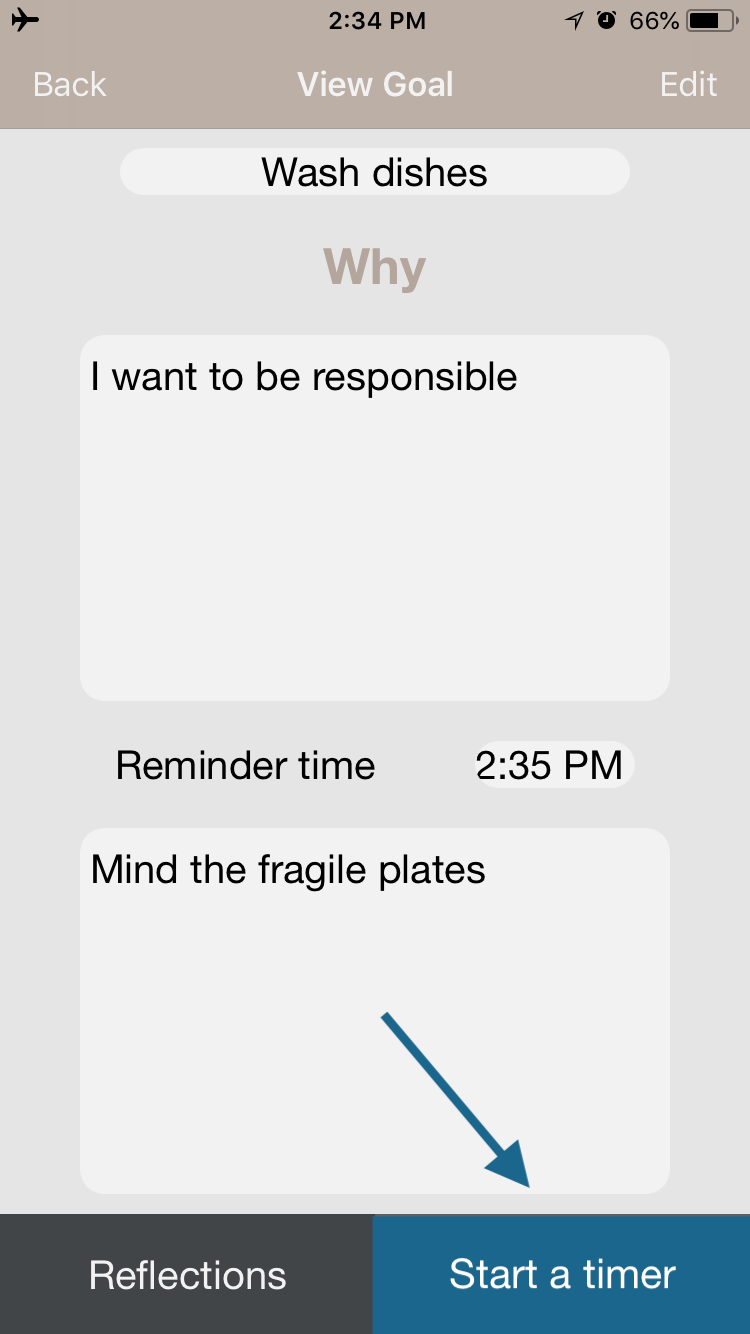 2:34 PM 66%
Back View Goal Edit
Wash dishes
Why
I want to be responsible
Reminder time 2:35 PM
Mind the fragile plates
Reflections Start a timer